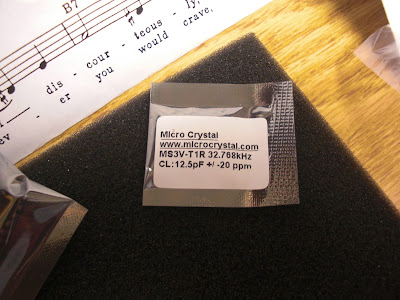 B7
dis - cour - teous - ly,
ev - er you would crave,
Micro Crystal
www.microcrystal.com
MS3V-T1R 32.768kHz
CL:12.5pF +/ -20 ppm